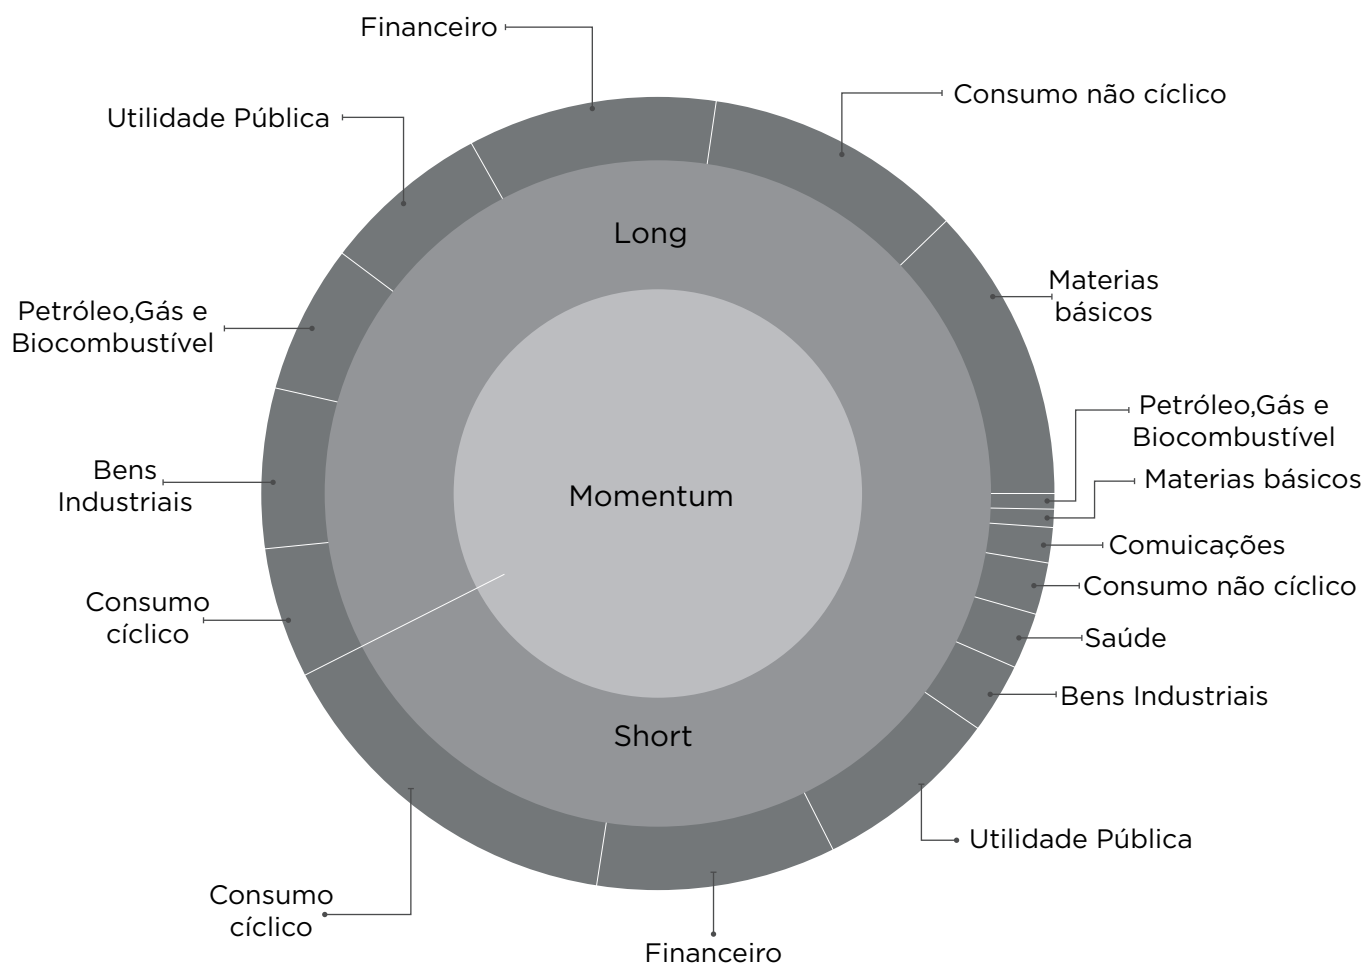 Financeiro
Consumo não cíclico
Utilidade Pública
Long
Materias
básicos
Petróleo,Gás e
Biocombustível
Petróleo,Gás e
Biocombustível
Bens
Industriais
Materias básicos
Momentum
Comuicações
Consumo não cíclico
Consumo
cíclico
Saúde
Bens Industriais
Short
Utilidade Pública
Consumo
cíclico
Financeiro